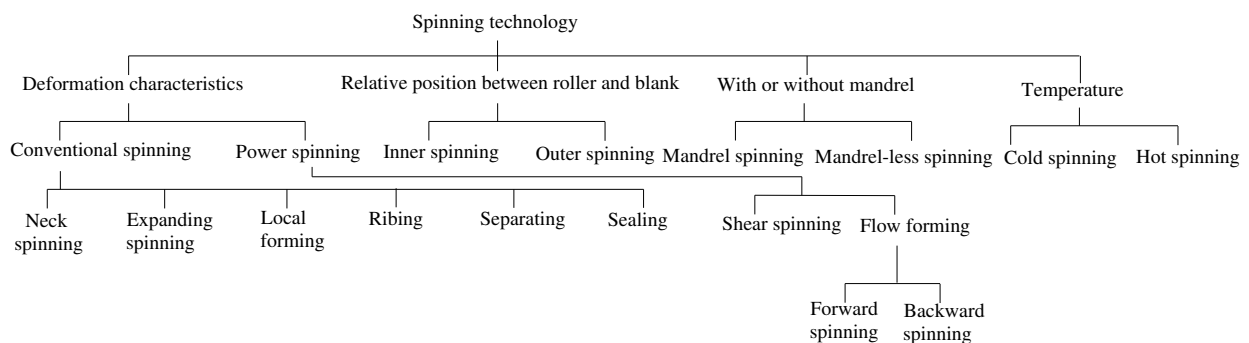 Spinning technology
Deformation characteristics
Relative position between roller and blank
With or without mandrel
Temperature
Conventional spinning
Power spinning
Inner spinning
Outer spinning
Mandrel spinning
Mandrel-less spinning
Cold spinning
Hot spinning
Neck
spinning
Expanding
spinning
Local
forming
Ribing
Separating
Sealing
Shear spinning
Flow forming
Forward
spinning
Backward
spinning